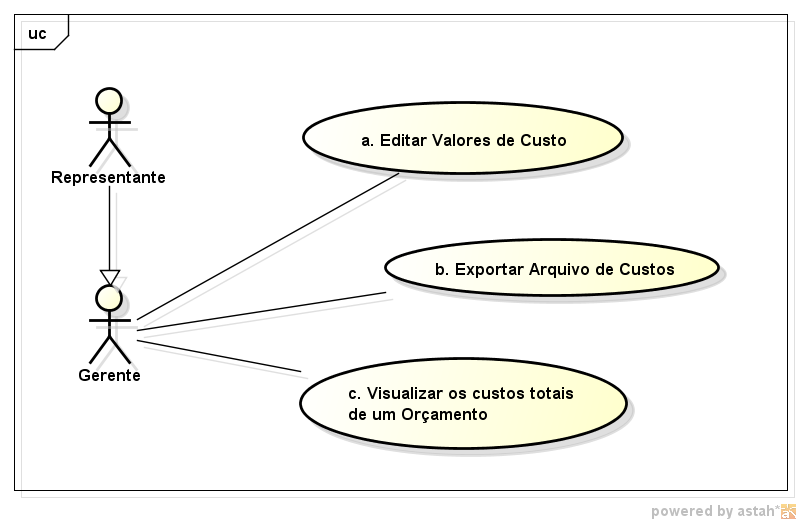 uc
Representante
a. Editar Valores de Custo
b. Exportar Arquivo de Custos
Gerente
c. Visualizar os custos totais
de um Orçamento
powered by astah*